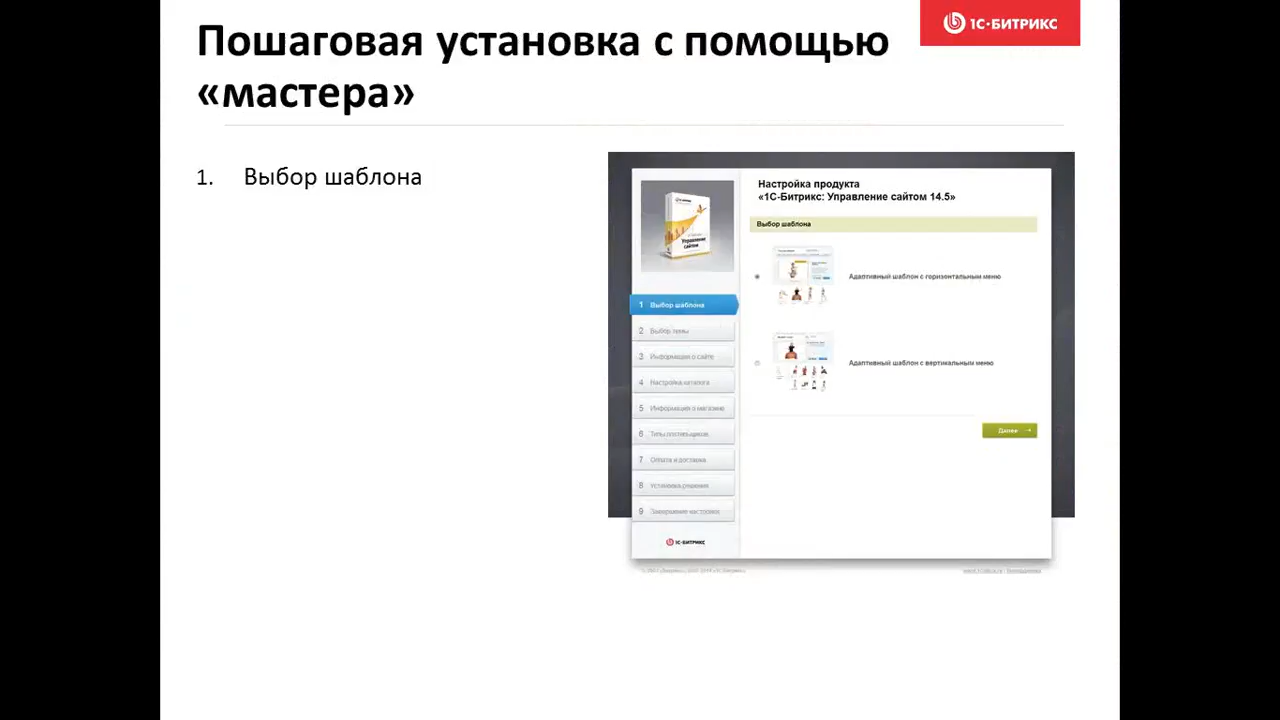 Пошаговая установка с помощью
«мастера»
1С·БИТРИКС
1. Выбор шаблона
Настройка продукта
«1С-Битрикс: Управление сайтом 14.5»
Выбор шаблона
Адаптивный шаблон с горизонтальным меню
Адаптивный шаблон с вертикальным меню
Далее
Управление сайтом
1 Выбор шаблона
2 Выбор темы
3 Информация о сайте
4 Настройка каталога
5 Информация о магазине
6 Типы плательщиков
7 Оплата и доставка
8 Установка решения
9 Завершение настройки
1С·БИТРИКС